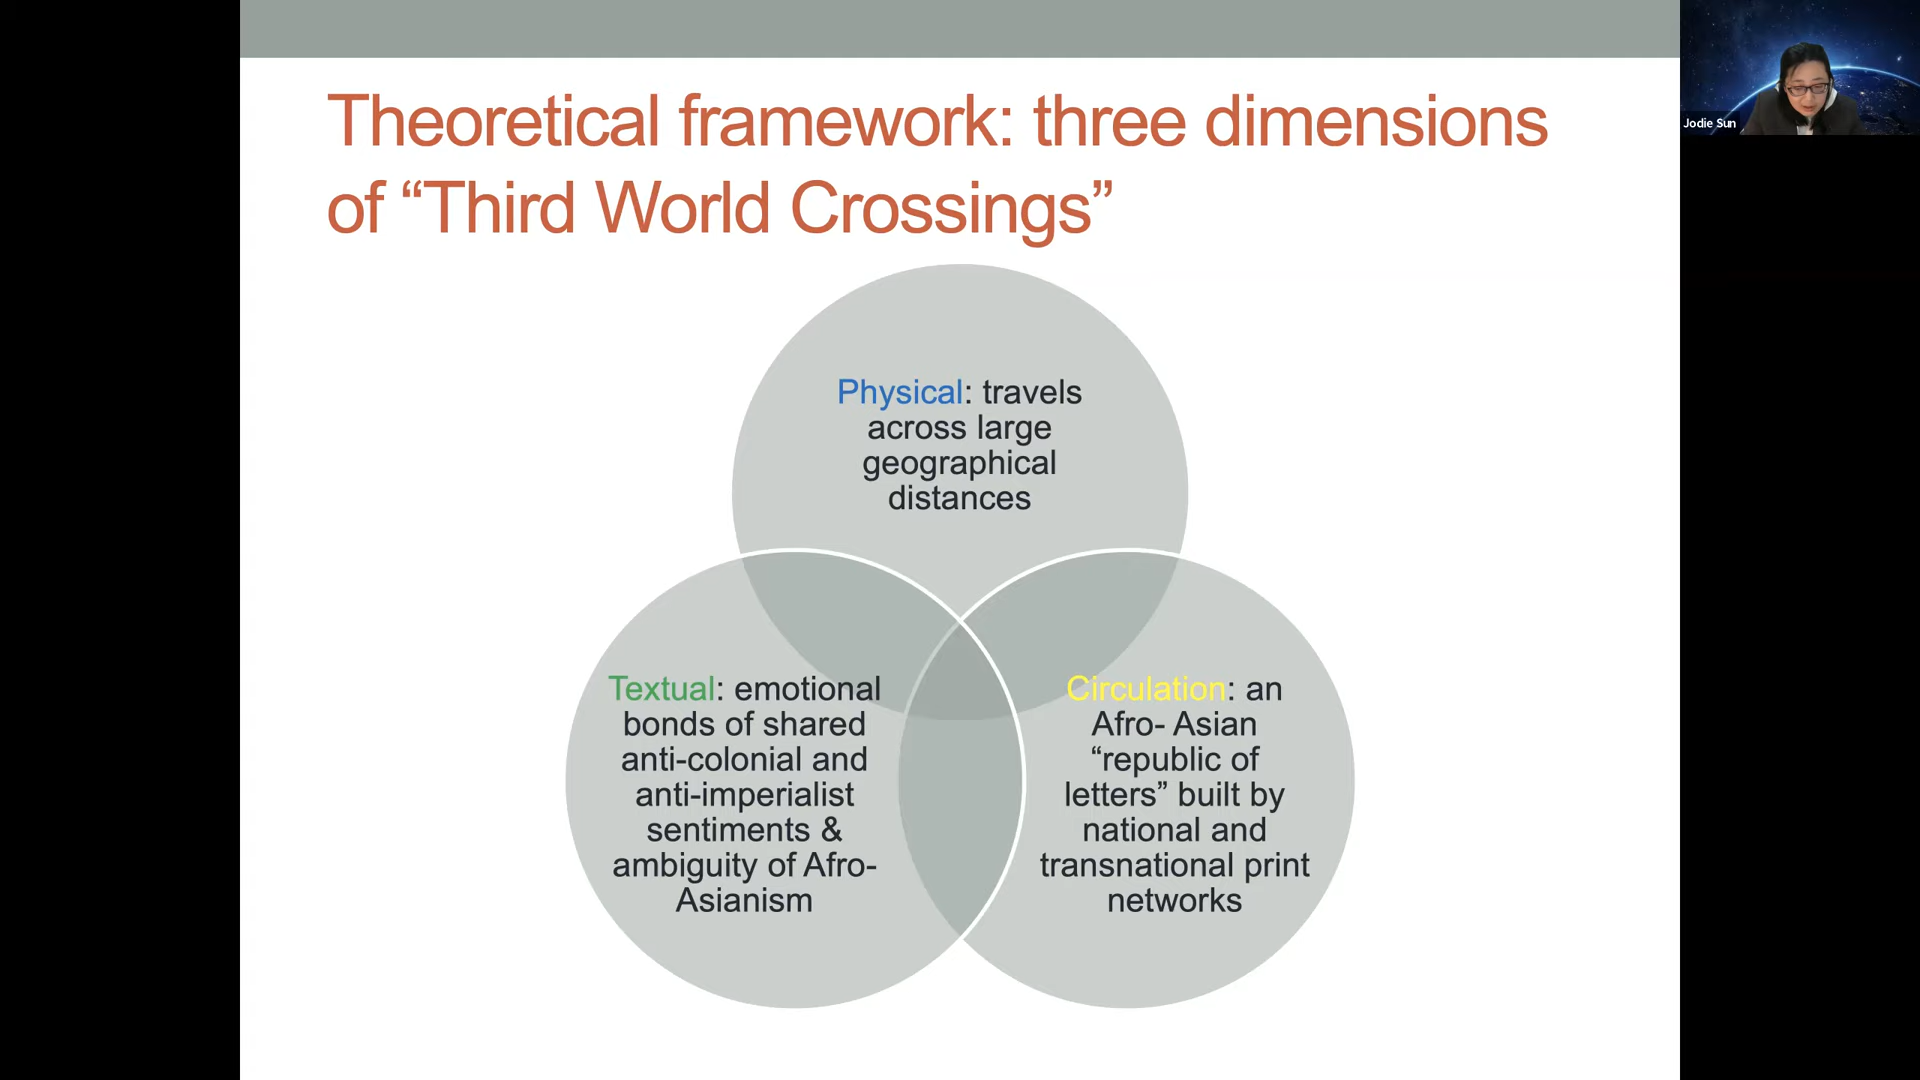 Theoretical framework: three dimensions
of “Third World Crossings”
Jodie Sun
Physical: travels
across large
geographical
distances
Textual: emotional
bonds of shared
anti-colonial and
anti-imperialist
sentiments &
ambiguity of Afro-
Asianism
Circulation: an
Afro- Asian
“republic of
letters” built by
national and
transnational print
networks